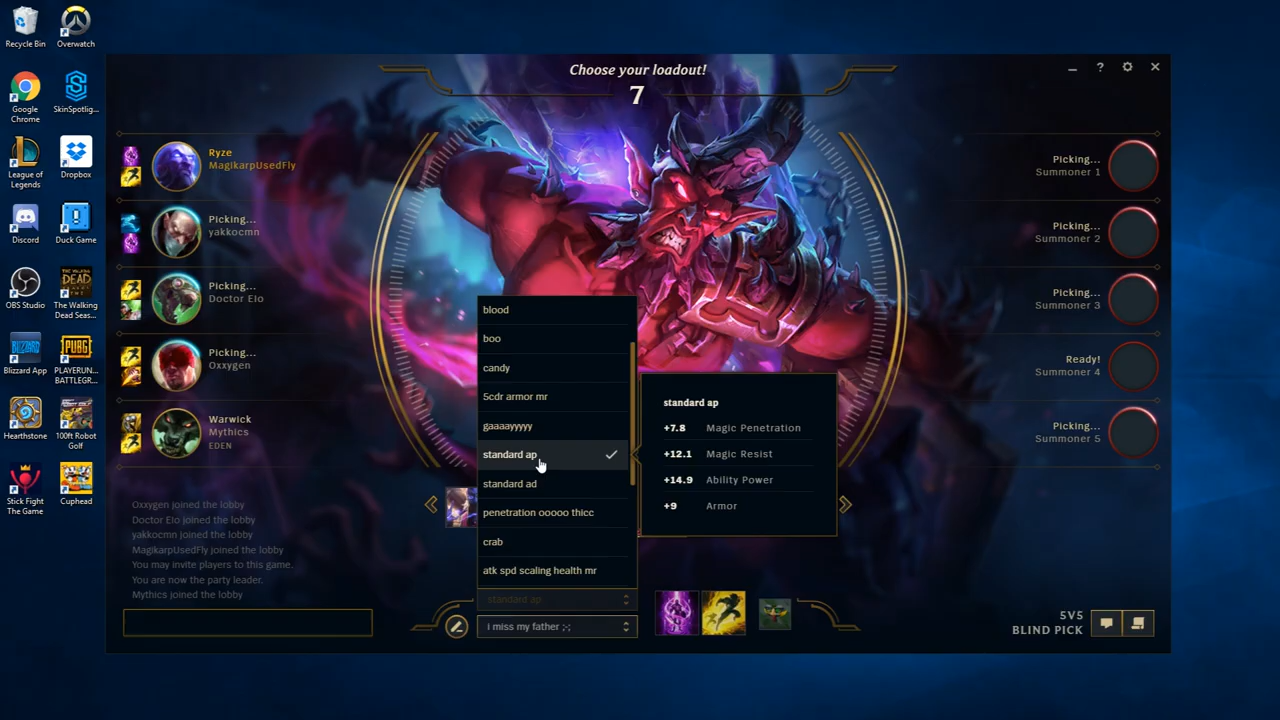 Recycle Bin
Overwatch
Google
Chrome
SkinSpotlig...
League of
Legends
Dropbox
Discord
Duck Game
OBS Studio
The Walking
Dead Seas...
Blizzard App
PLAYERUN...
BATTLEGR...
Hearthstone
100ft Robot
Golf
Stick Fight
The Game
Cuphead
Choose your loadout!
7
Ryze
MagikarpUsedFly
Picking...
yakkocmn
Picking...
Doctor Elo
Picking...
Oxxygen
Warwick
Mythics
EDEN
Picking...
Summoner 1
Picking...
Summoner 2
Picking...
Summoner 3
Ready!
Summoner 4
Picking...
Summoner 5
blood
boo
candy
5cdr armor mr
gaaaayyyyy
standard ap
standard ad
penetration ooooo thicc
crab
atk spd scaling health mr
standard ap
i miss my father ;-;
standard ap
+7.8 Magic Penetration
+12.1 Magic Resist
+14.9 Ability Power
+9 Armor
Oxxygen joined the lobby
Doctor Elo joined the lobby
yakkocmn joined the lobby
MagikarpUsedFly joined the lobby
You may invite players to this game.
You are now the party leader.
Mythics joined the lobby
5V5
BLIND PICK